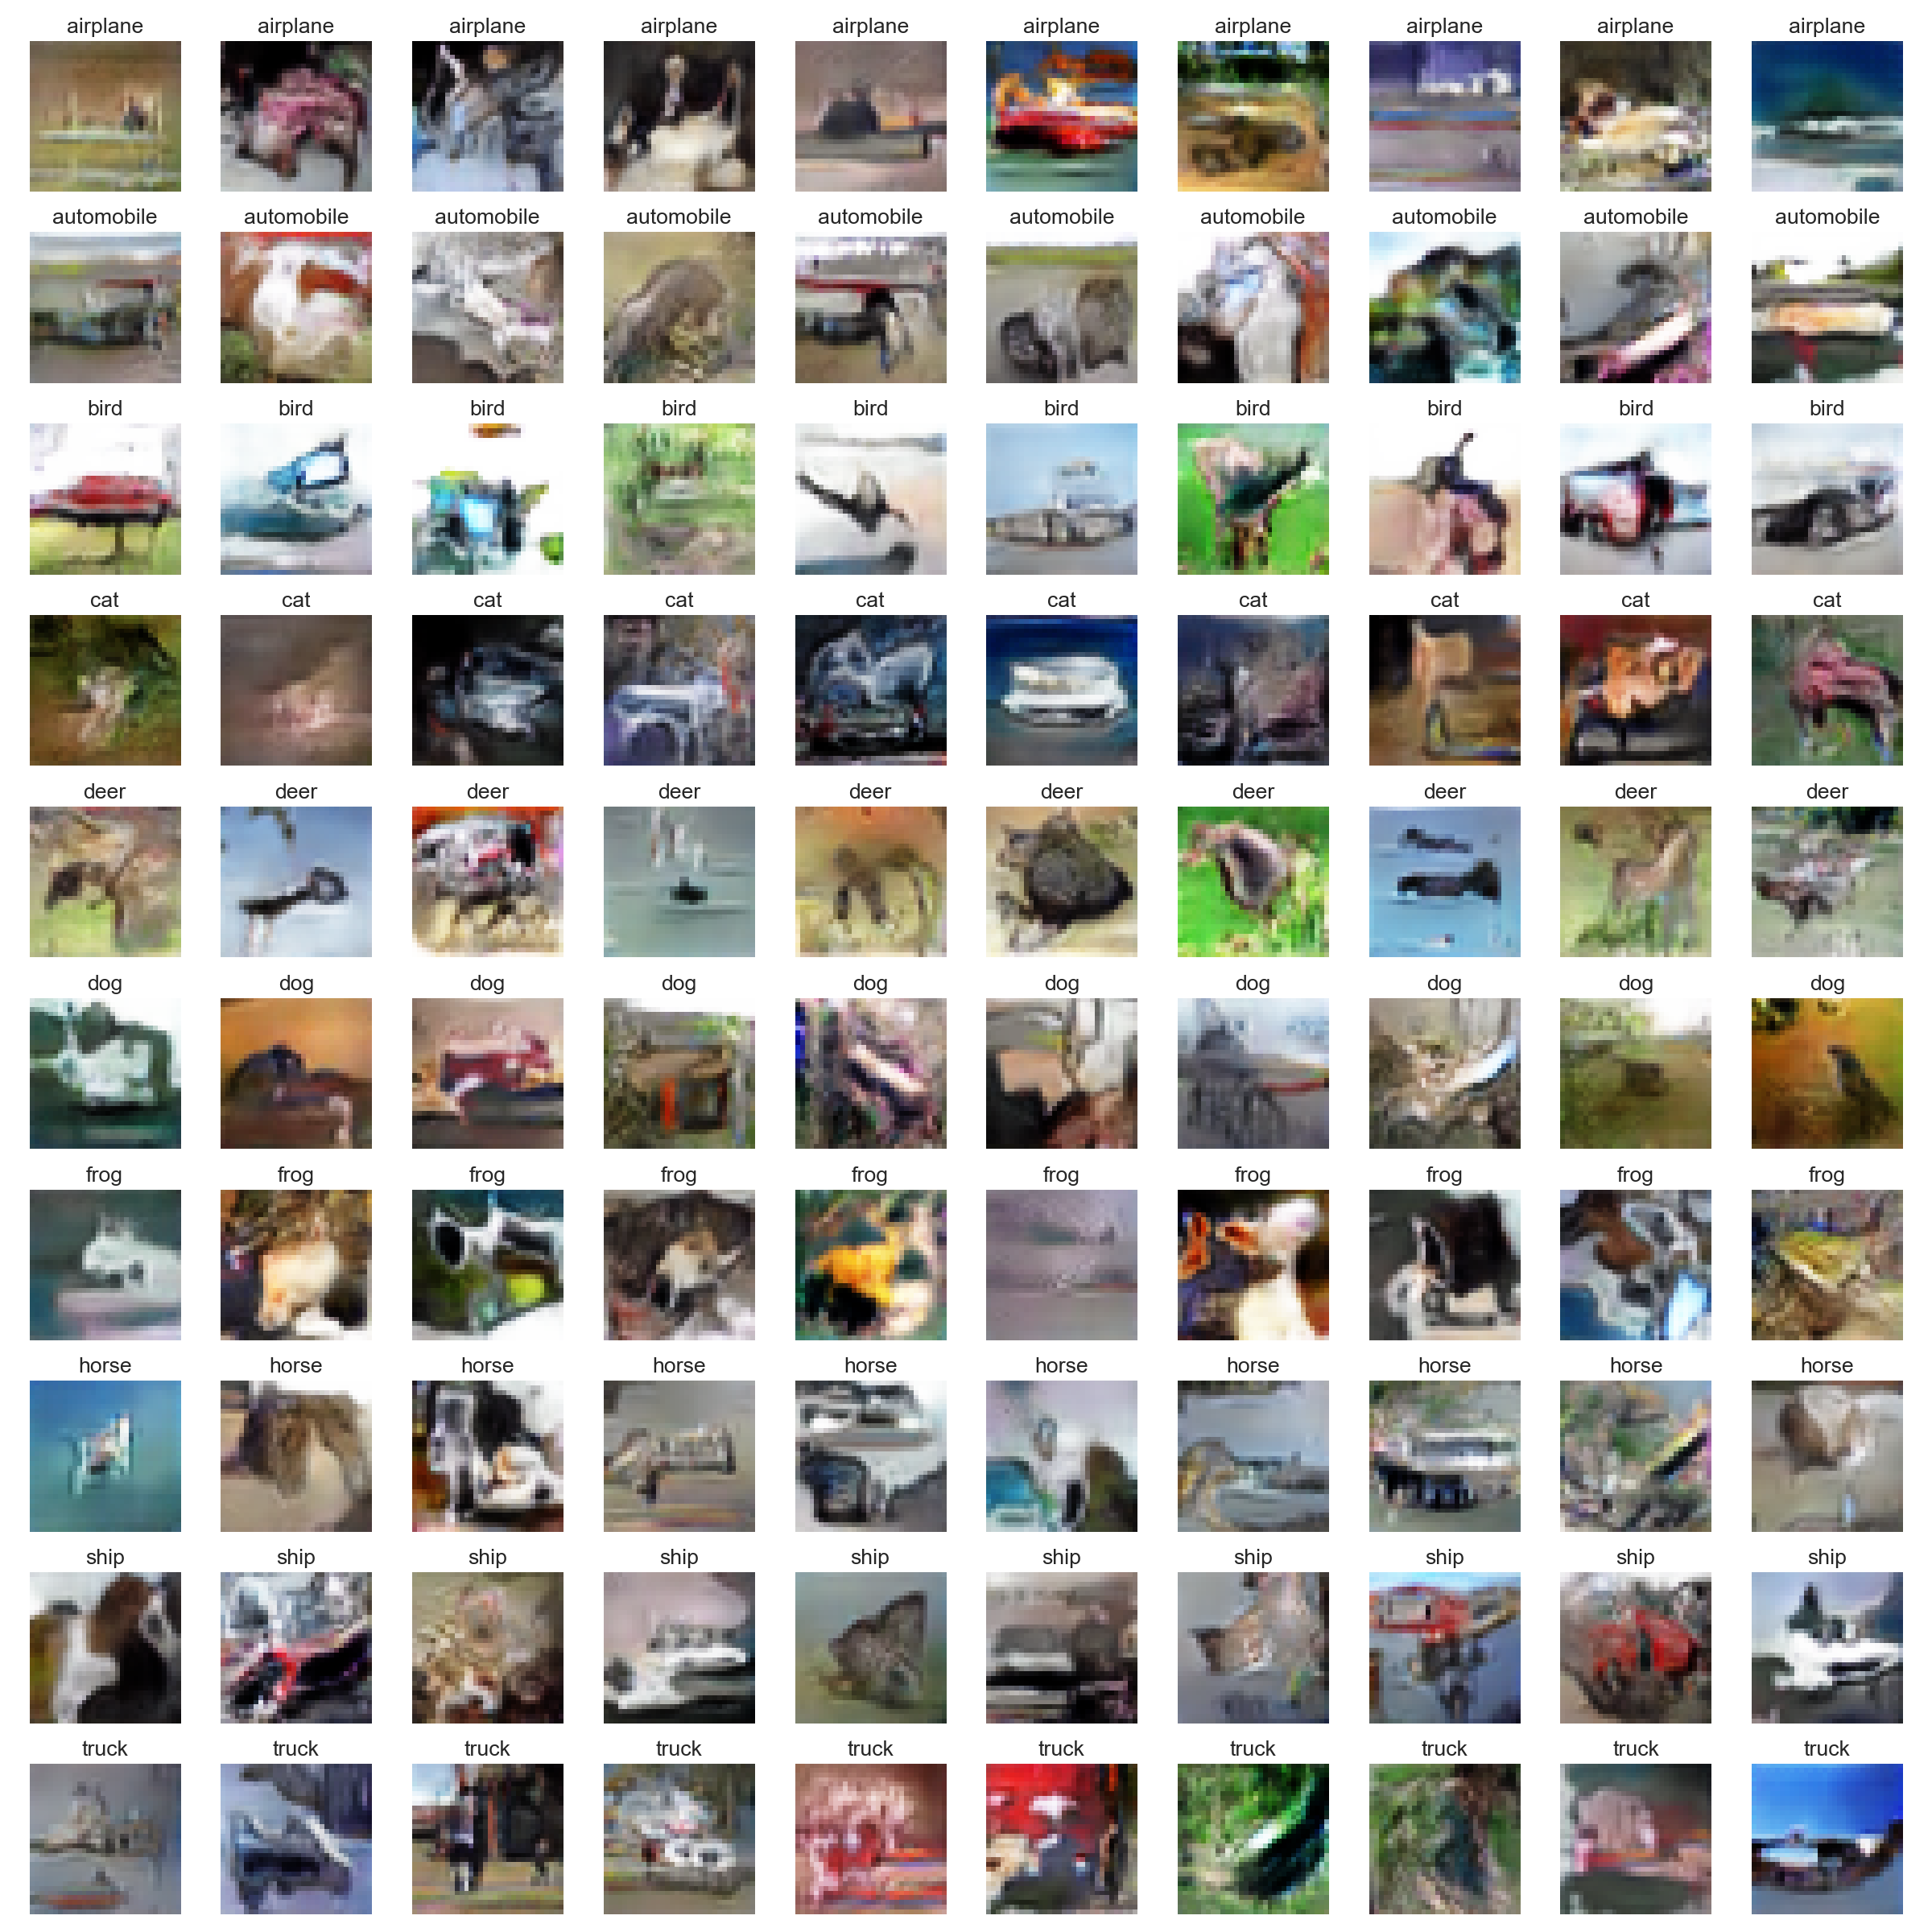 airplane airplane airplane airplane airplane airplane airplane airplane airplane airplane
automobile automobile automobile automobile automobile automobile automobile automobile automobile automobile
bird bird bird bird bird bird bird bird bird bird
cat cat cat cat cat cat cat cat cat cat
deer deer deer deer deer deer deer deer deer deer
dog dog dog dog dog dog dog dog dog dog
frog frog frog frog frog frog frog frog frog frog
horse horse horse horse horse horse horse horse horse horse
ship ship ship ship ship ship ship ship ship ship
truck truck truck truck truck truck truck truck truck truck